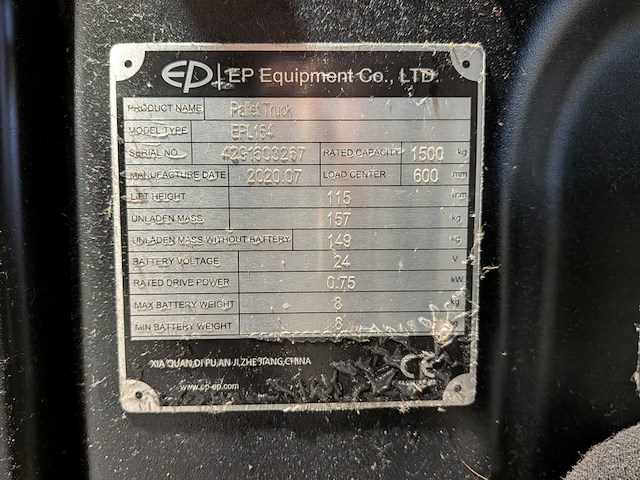 EP EP Equipment Co., LTD.
PRODUCT NAME Pallet Truck
MODEL TYPE EPL154
SERIAL NO. RATED CAPACITY 1500 kg
MANUFACTURE DATE 2020.07 LOAD CENTER 600 mm
LIFT HEIGHT 115 mm
UNLADEN MASS 157 kg
UNLADEN MASS WITHOUT BATTERY 149 kg
BATTERY VOLTAGE 24 V
RATED DRIVE POWER 0.75 kW
MAX BATTERY WEIGHT 8 kg
MIN BATTERY WEIGHT 8 kg
XIA QUAN,DI PU,AN JI,ZHE JIANG,CHINA
www.ep-ep.com CE